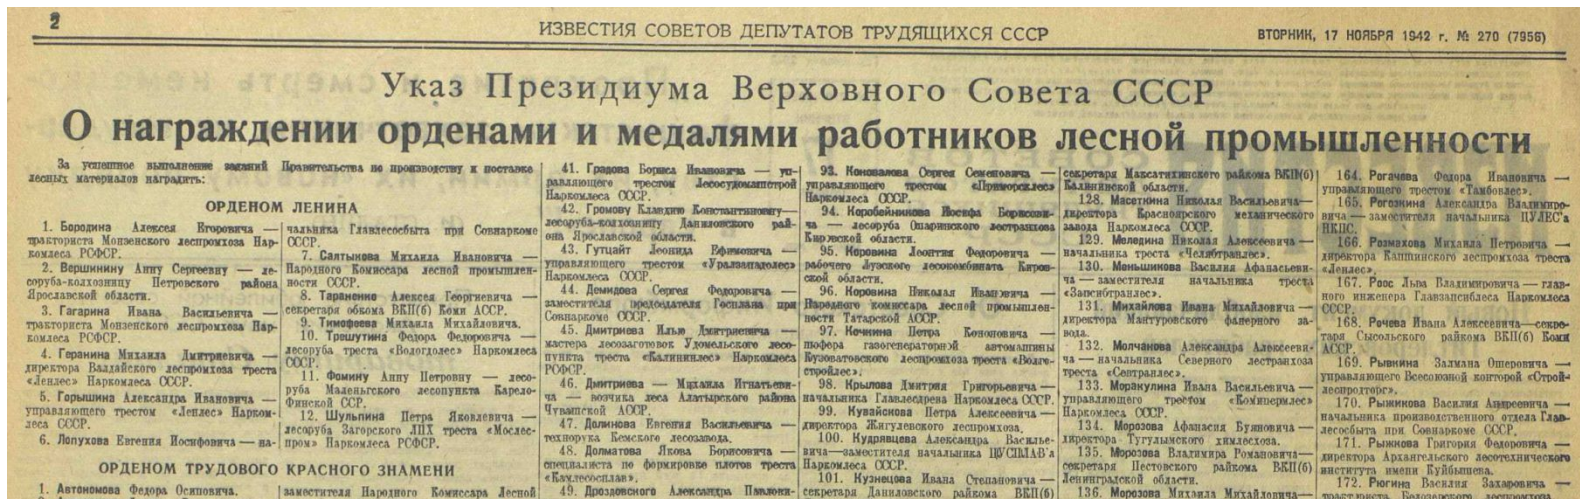 2
ИЗВЕСТИЯ СОВЕТОВ ДЕПУТАТОВ ТРУДЯЩИХСЯ СССР
ВТОРНИК, 17 НОЯБРЯ 1942 г. № 270 (7956)
Указ Президиума Верховного Совета СССР
О награждении орденами и медалями работников лесной промышленности
За успешное выполнение заданий Правительства по производству и поставке
лесных материалов наградить:
ОРДЕНОМ ЛЕНИНА
1. Бородина Алексея Егоровича —
тракториста Монзенского леспромхоза Нар-
комлеса РСФСР.
2. Вершинину Анну Сергеевну — ле-
соруба-колхозницу Петровского района
Ярославской области.
3. Гагарина Ивана Васильевича —
тракториста Монзенского леспромхоза Нар-
комлеса РСФСР.
4. Геранина Михаила Дмитриевича —
директора Валдайского леспромхоза треста
«Ленлес» Наркомлеса СССР.
5. Горышина Александра Ивановича —
управляющего трестом «Ленлес» Нарком-
леса СССР.
6. Лопухова Евгения Иосифовича — на-
чальника Главлесосбыта при Совнаркоме
СССР.
7. Салтыкова Михаила Ивановича —
Народного Комиссара лесной промышлен-
ности СССР.
8. Тараненко Алексея Георгиевича —
секретаря обкома ВКП(б) Коми АССР.
9. Тимофеева Михаила Михайловича.
10. Трошутина Федора Федоровича —
лесоруба треста «Вологдолес» Наркомлеса
СССР.
11. Фомину Анну Петровну — лесо-
руба Маленьгского лесопункта Карело-
Финской ССР.
12. Шульпина Петра Яковлевича —
лесоруба Загорского ЛПХ треста «Мослес-
пром» Наркомлеса РСФСР.
ОРДЕНОМ ТРУДОВОГО КРАСНОГО ЗНАМЕНИ
1. Автономова Федора Осиповича.
заместителя Народного Комиссара Лесной
41. Градова Бориса Ивановича — уп-
равляющего трестом Лесосудомашстрой
Наркомлеса СССР.
42. Громову Клавдию Константиновну—
лесоруба-колхозницу Даниловского рай-
она Ярославской области.
43. Гутцайт Леонида Ефимовича —
управляющего трестом «Уралзападолес»
Наркомлеса СССР.
44. Демидова Сергея Федоровича —
заместителя председателя Госплана при
Совнаркоме СССР.
45. Дмитриева Илью Дмитриевича —
мастера лесозаготовок Удомельского лесо-
пункта треста «Калининлес» Наркомлеса
РСФСР.
46. Дмитриева — Михаила Игнатьеви-
ча — возчика леса Алатырского района
Чувашской АССР.
47. Долинова Евгения Васильевича —
технорука Кемского лесозавода.
48. Долматова Якова Борисовича —
специалиста по формировке плотов треста
«Камлесосплав».
49. Дроздовского Александра Павлови-
93. Коновалова Сергея Семеновича —
управляющего трестом «Приморсклес»
Наркомлеса СССР.
94. Коробейникова Иосифа Борисови-
ча — лесоруба Опаринского лестранхоза
Кировской области.
95. Коровина Леонтия Федоровича —
рабочего Лузского лесокомбината Киров-
ской области.
96. Коровина Николая Ивановича —
Народного комиссара лесной промышлен-
ности Татарской АССР.
97. Кочкина Петра Кононовича —
шофера газогенераторной автомашины
Кузоватовского леспромхоза треста «Волго-
стройлес».
98. Крылова Дмитрия Григорьевича —
начальника Главлесдрева Наркомлеса СССР.
99. Кувайскова Петра Алексеевича —
директора Жигулевского леспромхоза.
100. Кудрявцева Александра Василье-
вича—заместителя начальника
Наркомлеса СССР.
101. Кузнецова Ивана Степановича —
секретаря Даниловского райкома ВКП(б)
секретаря Максатихинского райкома ВКП(б)
Калининской области.
128. Масеткина Николая Васильевича—
директора Красноярского механического
завода Наркомлеса СССР.
129. Меледина Николая Алексеевича —
начальника треста «Челябтранлес».
130. Меньшикова Василия Афанасьеви-
ча — заместителя начальника треста
«Запсибтранлес».
131. Михайлова Ивана Михайловича —
директора Мантуровского фанерного за-
вода.
132. Молчанова Александра Алексееви-
ча — начальника Северного лестранхоза
треста «Севтранлес».
133. Моракулина Ивана Васильевича —
управляющего трестом «Комипермлес»
Наркомлеса СССР.
134. Морозова Афанасия Буяновича —
директора Тугулымского химлесхоза.
135. Морозова Владимира Романовича—
секретаря Пестовского райкома ВКП(б)
Ленинградской области.
136. Морозова Михаила Михайловича—
164. Рогачева Федора Ивановича —
управляющего трестом «Тамбовлес».
165. Рогозкина Александра Владимиро-
вича — заместителя начальника ЦУЛЕС'а
НКПС.
166. Розмахова Михаила Петровича —
директора Капшинского леспромхоза треста
«Ленлес».
167. Роос Льва Владимировича — глав-
ного инженера Главзапсиблеса Наркомлеса
СССР.
168. Рочева Ивана Алексеевича—секре-
таря Сысольского райкома ВКП(б) Коми
АССР.
169. Рывкина Залмана Ошеровича —
управляющего Всесоюзной конторой «Строй-
леспродторг».
170. Рыжикова Василия Андреевича —
начальника производственного отдела Глав-
лесосбыта при Совнаркоме СССР.
171. Рыжкова Григория Федоровича —
директора Архангельского лесотехнического
института имени Куйбышева.
172. Рюгина Василия Захаровича —